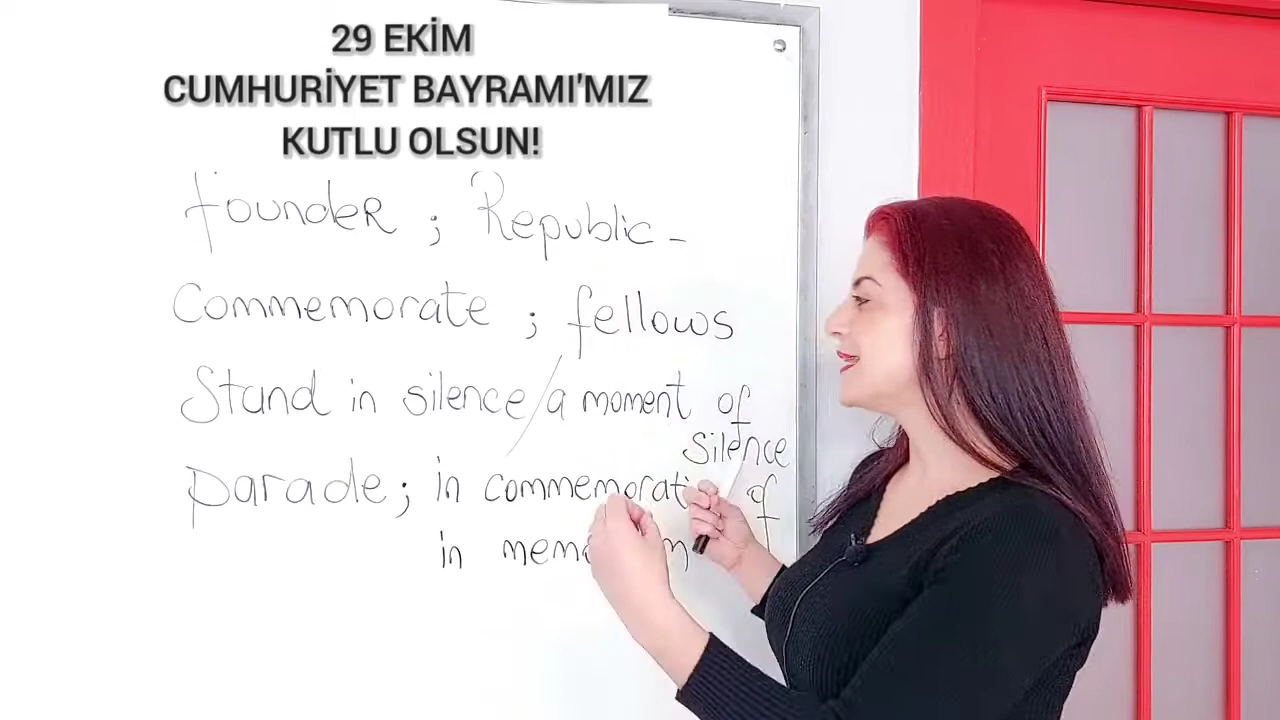 29 EKİM
CUMHURİYET BAYRAMI'MIZ
KUTLU OLSUN!
founder ; Republic -
Commemorate ; fellows
Stand in silence / a moment of
silence
parade ; in of
in